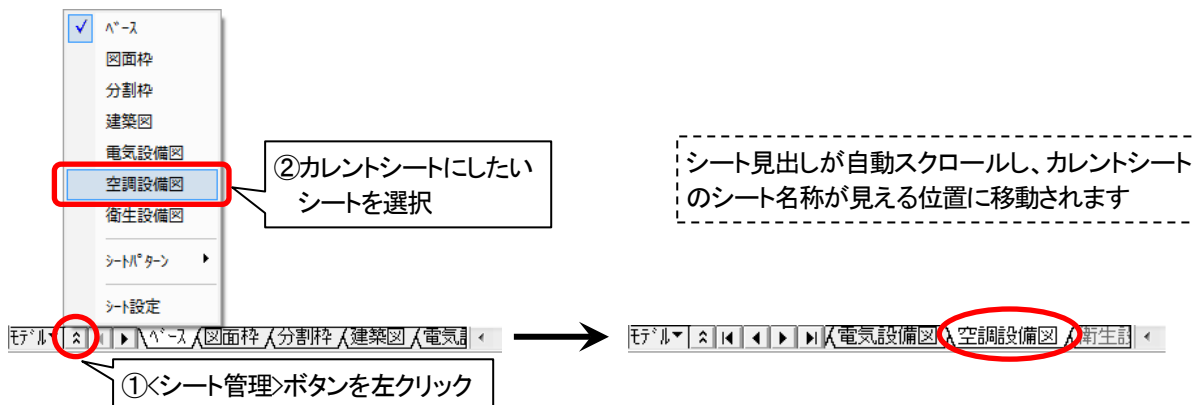 ﾍﾞｰｽ
図面枠
分割枠
建築図
電気設備図
空調設備図
衛生設備図
ｼｰﾄﾊﾟﾀｰﾝ
ｼｰﾄ設定
②カレントシートにしたい
シートを選択
シート見出しが自動スクロールし、カレントシート
のシート名称が見える位置に移動されます
ﾓﾃﾞﾙ ﾍﾞｰｽ 図面枠 分割枠 建築図 電気
ﾓﾃﾞﾙ 電気設備図 空調設備図 衛生設
①<シート管理>ボタンを左クリック